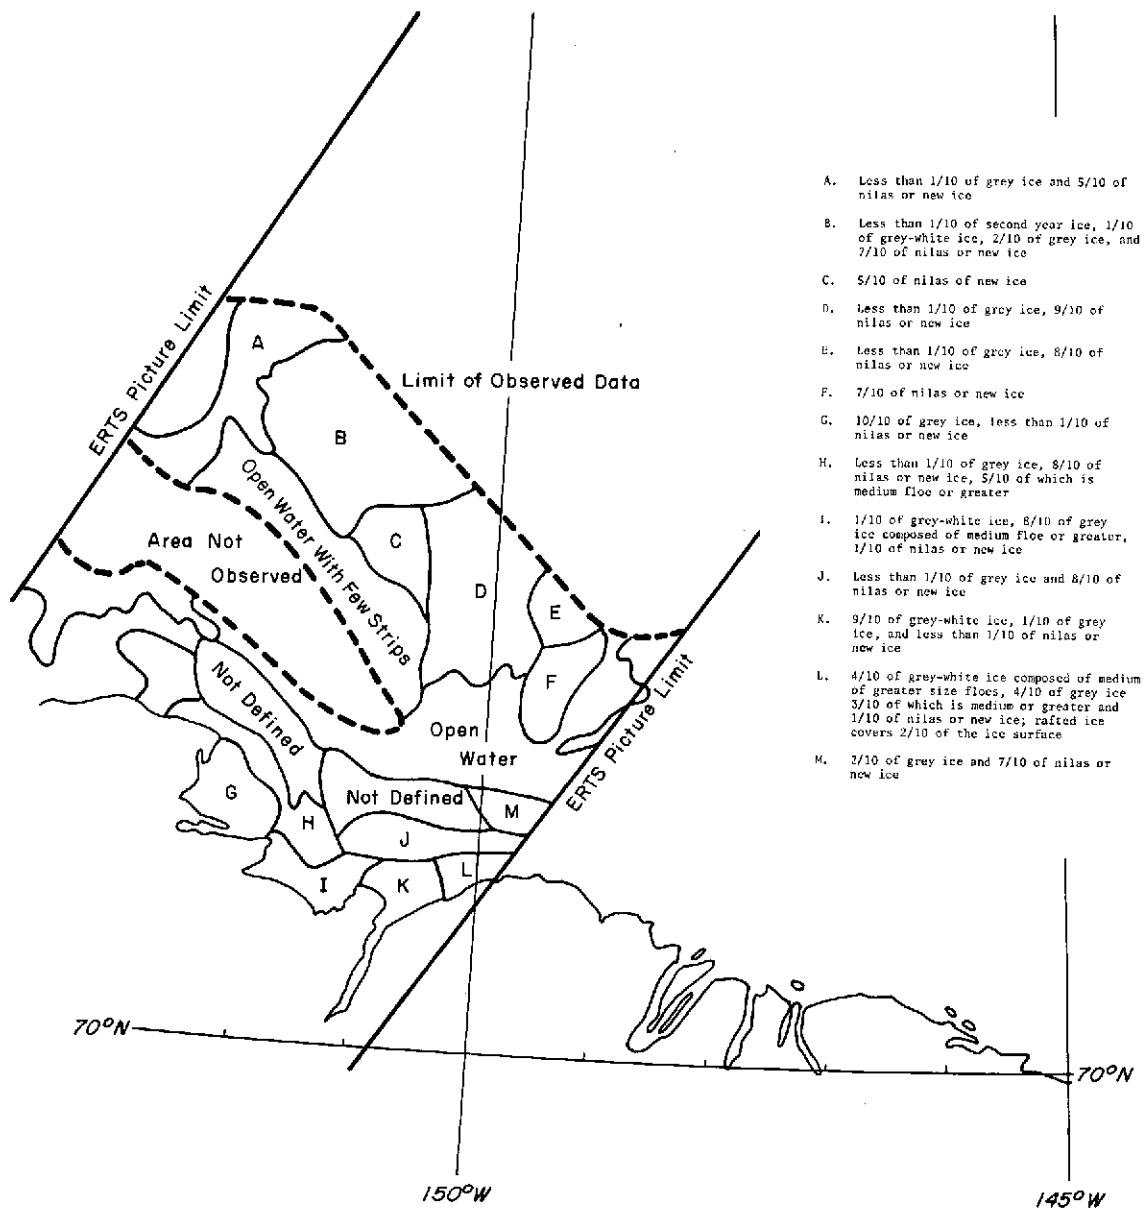 A. Less than 1/10 of grey ice and 5/10 of
nilas or new ice
B. Less than 1/10 of second year ice, 1/10
of grey-white ice, 2/10 of grey ice, and
7/10 of nilas or new ice
C. 5/10 of nilas of new ice
D. Less than 1/10 of grey ice, 9/10 of
nilas or new ice
E. Less than 1/10 of grey ice, 8/10 of
nilas or new ice
F. 7/10 of nilas or new ice
G. 10/10 of grey ice, less than 1/10 of
nilas or new ice
H. Less than 1/10 of grey ice, 8/10 of
nilas or new ice, 5/10 of which is
medium floe or greater
I. 1/10 of grey-white ice, 8/10 of grey
ice composed of medium floe or greater,
1/10 of nilas or new ice
J. Less than 1/10 of grey ice and 8/10 of
nilas or new ice
K. 9/10 of grey-white ice, 1/10 of grey
ice, and less than 1/10 of nilas or
new ice
L. 4/10 of grey-white ice composed of medium
of greater size floes, 4/10 of grey ice
3/10 of which is medium or greater and
1/10 of nilas or new ice; rafted ice
covers 2/10 of the ice surface
M. 2/10 of grey ice and 7/10 of nilas or
new ice
ERTS Picture Limit
A
Limit of Observed Data
B
Open Water With Few Strips
Area Not
Observed
C
D
E
F
Not Defined
Open
Water
ERTS Picture Limit
G
H
Not Defined
M
J
I
K
L
70°N
70°N
150°W
145°W